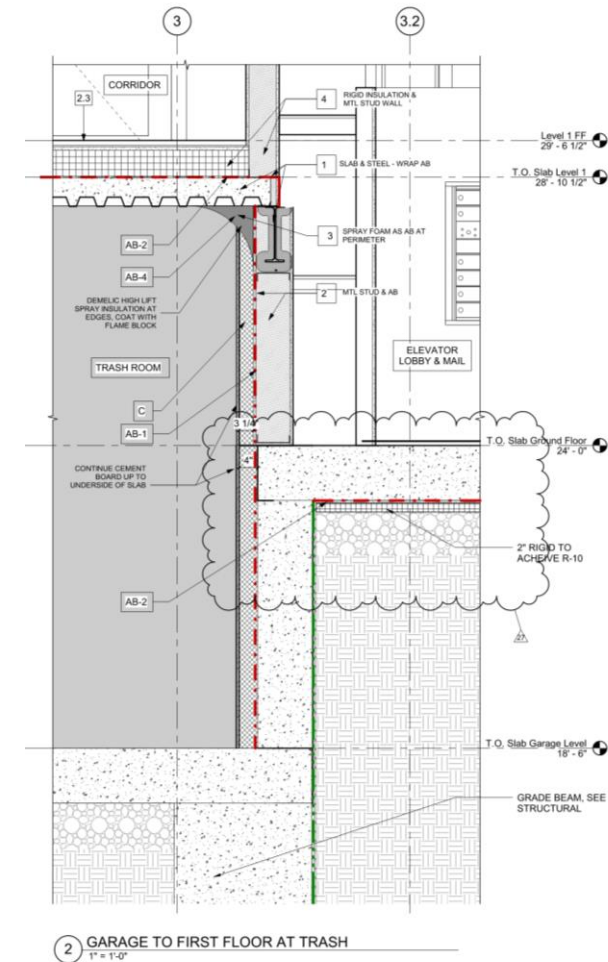 3
3.2
CORRIDOR
2.3
4
RIGID INSULATION &
MTL STUD WALL
Level 1 FF
29' - 6 1/2"
1
SLAB & STEEL - WRAP AB
T.O. Slab Level 1
28' - 10 1/2"
AB-2
3
SPRAY FOAM AS AB AT
PERIMETER
AB-4
2
MTL STUD & AB
DEMELIC HIGH LIFT
SPRAY INSULATION AT
EDGES, COAT WITH
FLAME BLOCK
TRASH ROOM
ELEVATOR
LOBBY & MAIL
C
AB-1
3 1/4"
T.O. Slab Ground Floor
24' - 0"
4"
CONTINUE CEMENT
BOARD UP TO
UNDERSIDE OF SLAB
2" RIGID TO
ACHEIVE R-10
AB-2
27
T.O. Slab Garage Level
18' - 6"
GRADE BEAM, SEE
STRUCTURAL
2
GARAGE TO FIRST FLOOR AT TRASH
1" = 1'-0"